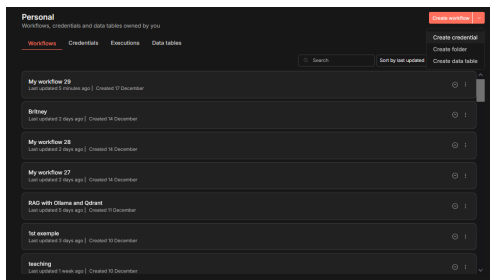 Personal
Workflows, credentials and data tables owned by you
Create workflow
Workflows Credentials Executions Data tables
Create credential
Create folder
Create data table
Search
Sort by last updated
My workflow 29
Last updated 5 minutes ago | Created 17 December
Britney
Last updated 2 days ago | Created 14 December
My workflow 28
Last updated 2 days ago | Created 14 December
My workflow 27
Last updated 2 days ago | Created 14 December
RAG with Ollama and Qdrant
Last updated 5 days ago | Created 11 December
1st exemple
Last updated 3 days ago | Created 10 December
teaching
Last updated 1 week ago | Created 10 December